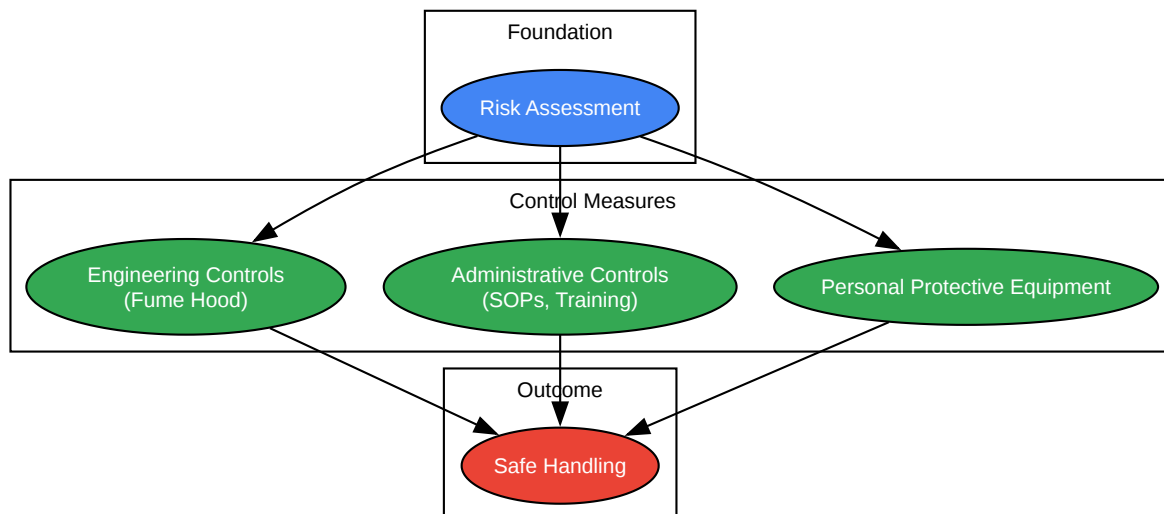 Foundation
Risk Assessment
Control Measures
Engineering Controls
(Fume Hood)
Administrative Controls
(SOPs, Training)
Personal Protective Equipment
Outcome
Safe Handling